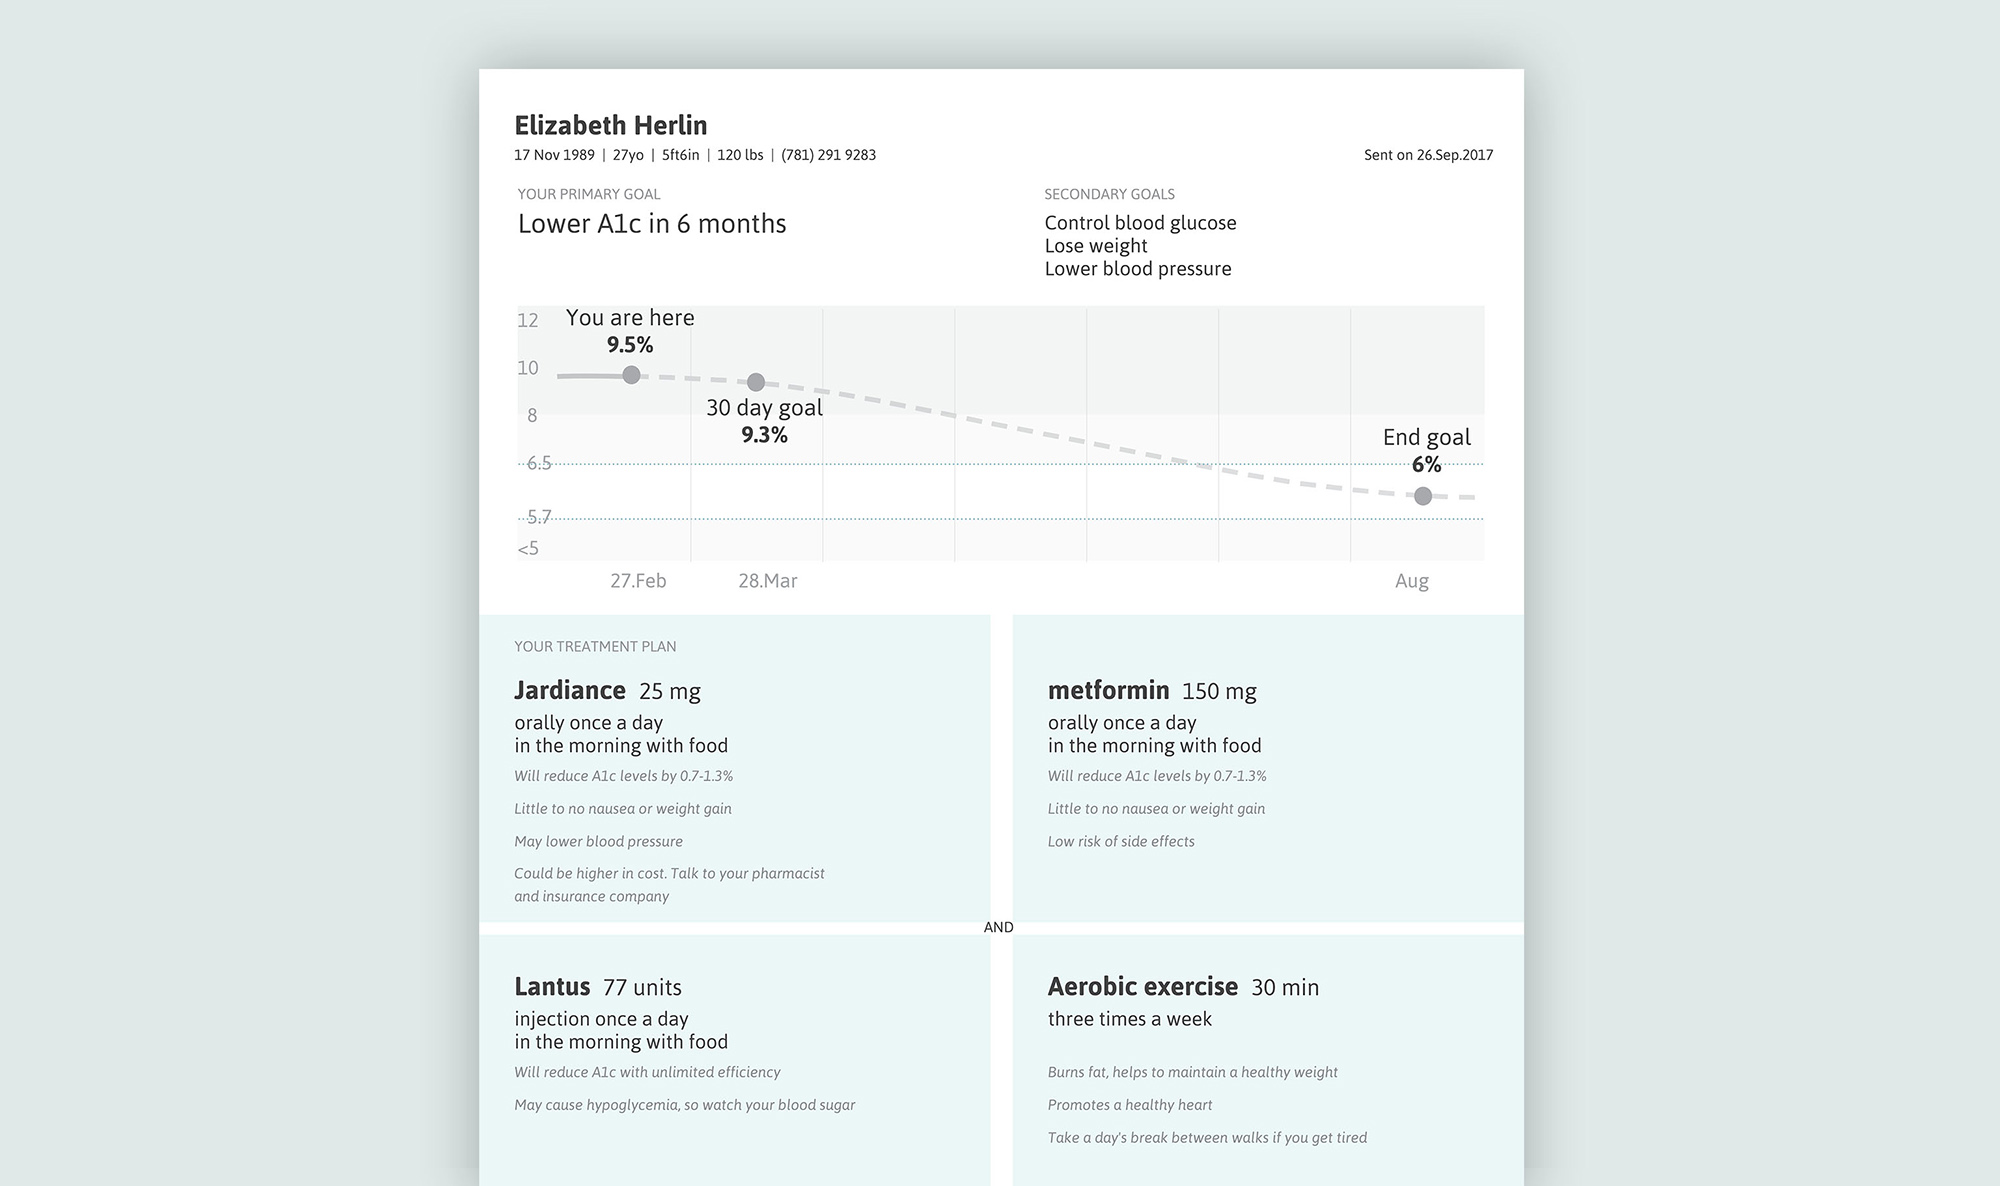 Elizabeth Herlin
17 Nov 1989 | 27yo | 5ft6in | 120 lbs | (781) 291 9283
Sent on 26.Sep.2017
YOUR PRIMARY GOAL
Lower A1c in 6 months
SECONDARY GOALS
Control blood glucose
Lose weight
Lower blood pressure
12
10
8
6.5
5.7
<5
You are here
9.5%
30 day goal
9.3%
End goal
6%
27.Feb
28.Mar
Aug
YOUR TREATMENT PLAN
Jardiance 25 mg
orally once a day
in the morning with food
Will reduce A1c levels by 0.7-1.3%
Little to no nausea or weight gain
May lower blood pressure
Could be higher in cost. Talk to your pharmacist
and insurance company
metformin 150 mg
orally once a day
in the morning with food
Will reduce A1c levels by 0.7-1.3%
Little to no nausea or weight gain
Low risk of side effects
AND
Lantus 77 units
injection once a day
in the morning with food
Will reduce A1c with unlimited efficiency
May cause hypoglycemia, so watch your blood sugar
Aerobic exercise 30 min
three times a week
Burns fat, helps to maintain a healthy weight
Promotes a healthy heart
Take a day's break between walks if you get tired